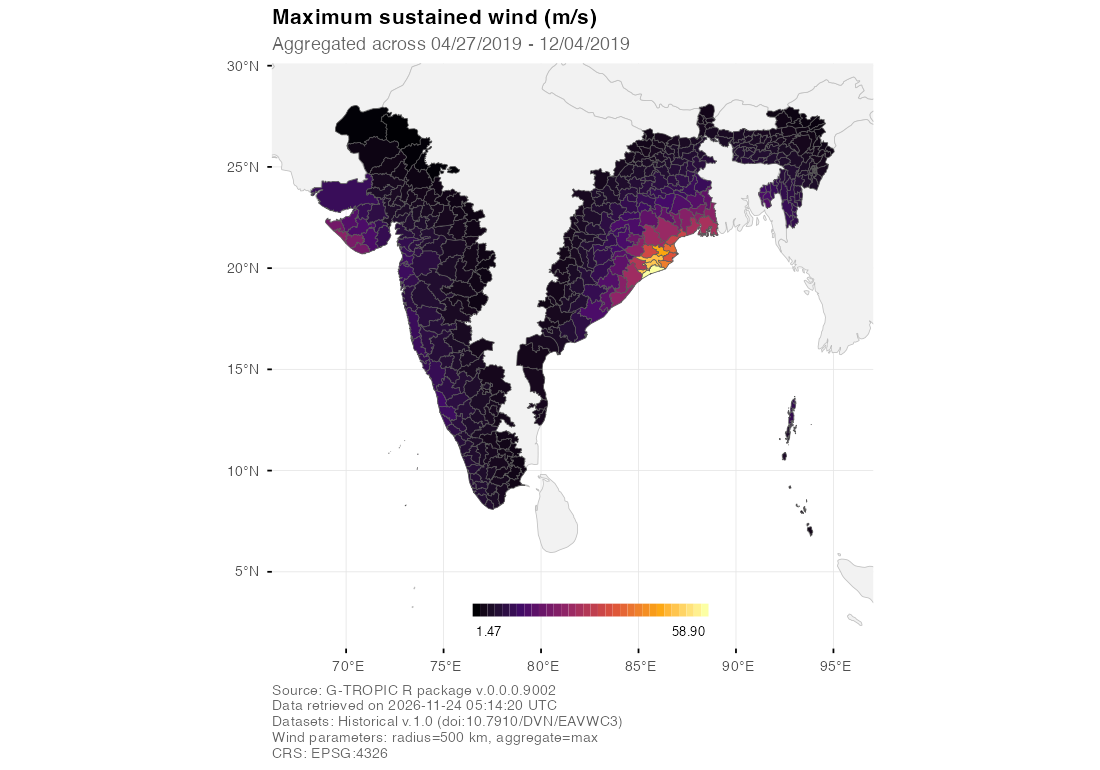 Maximum sustained wind (m/s)
Aggregated across 04/27/2019 - 12/04/2019
30°N
25°N
20°N
15°N
10°N
5°N
1.47 58.90
70°E 75°E 80°E 85°E 90°E 95°E
Source: G-TROPIC R package v.0.0.0.9002
Data retrieved on 2026-11-24 05:14:20 UTC
Datasets: Historical v.1.0 (doi:10.7910/DVN/EAVWC3)
Wind parameters: radius=500 km, aggregate=max
CRS: EPSG:4326